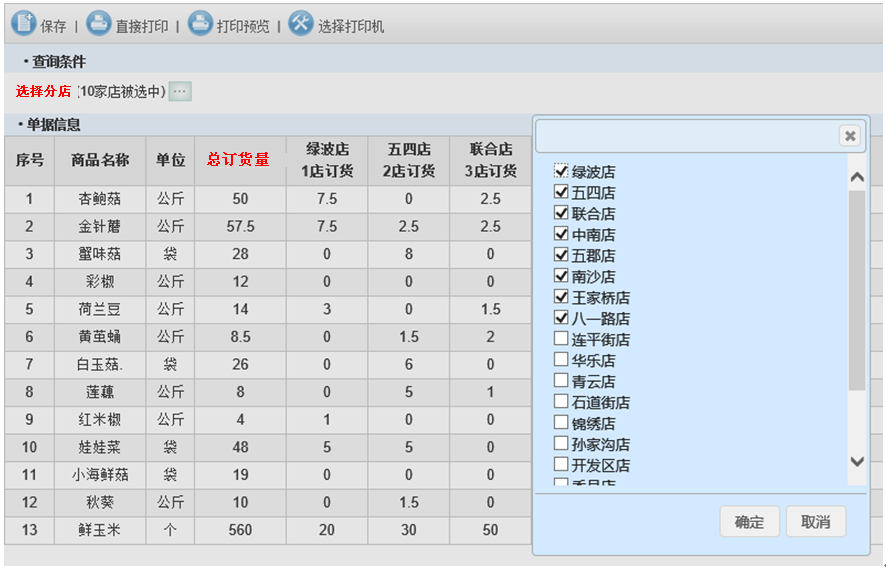 保存 | 直接打印 | 打印预览 | 选择打印机
·查询条件
选择分店 (10家店被选中) ...
·单据信息
序号 商品名称 单位 总订货量 绿波店 1店订货 五四店 2店订货 联合店 3店订货
1 杏鲍菇 公斤 50 7.5 0 2.5
2 金针蘑 公斤 57.5 7.5 2.5 2.5
3 蟹味菇 袋 28 0 8 0
4 彩椒 公斤 12 0 0 0
5 荷兰豆 公斤 14 3 0 1.5
6 黄茧蛹 公斤 8.5 0 1.5 2
7 白玉菇. 袋 26 0 6 0
8 莲藕 公斤 8 0 5 1
9 红米椒 公斤 4 1 0 0
10 娃娃菜 袋 48 5 5 0
11 小海鲜菇 袋 19 0 0 0
12 秋葵 公斤 10 0 1.5 0
13 鲜玉米 个 560 20 30 50
绿波店
五四店
联合店
中南店
五郡店
南沙店
王家桥店
八一路店
连平街店
华乐店
青云店
石道街店
锦绣店
孙家沟店
开发区店
确定 取消